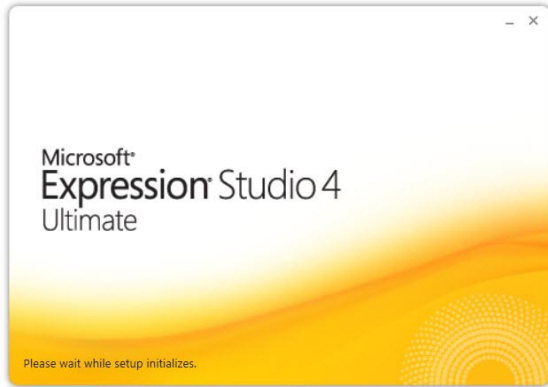 Microsoft®
Expression® Studio 4
Ultimate
Please wait while setup initializes.